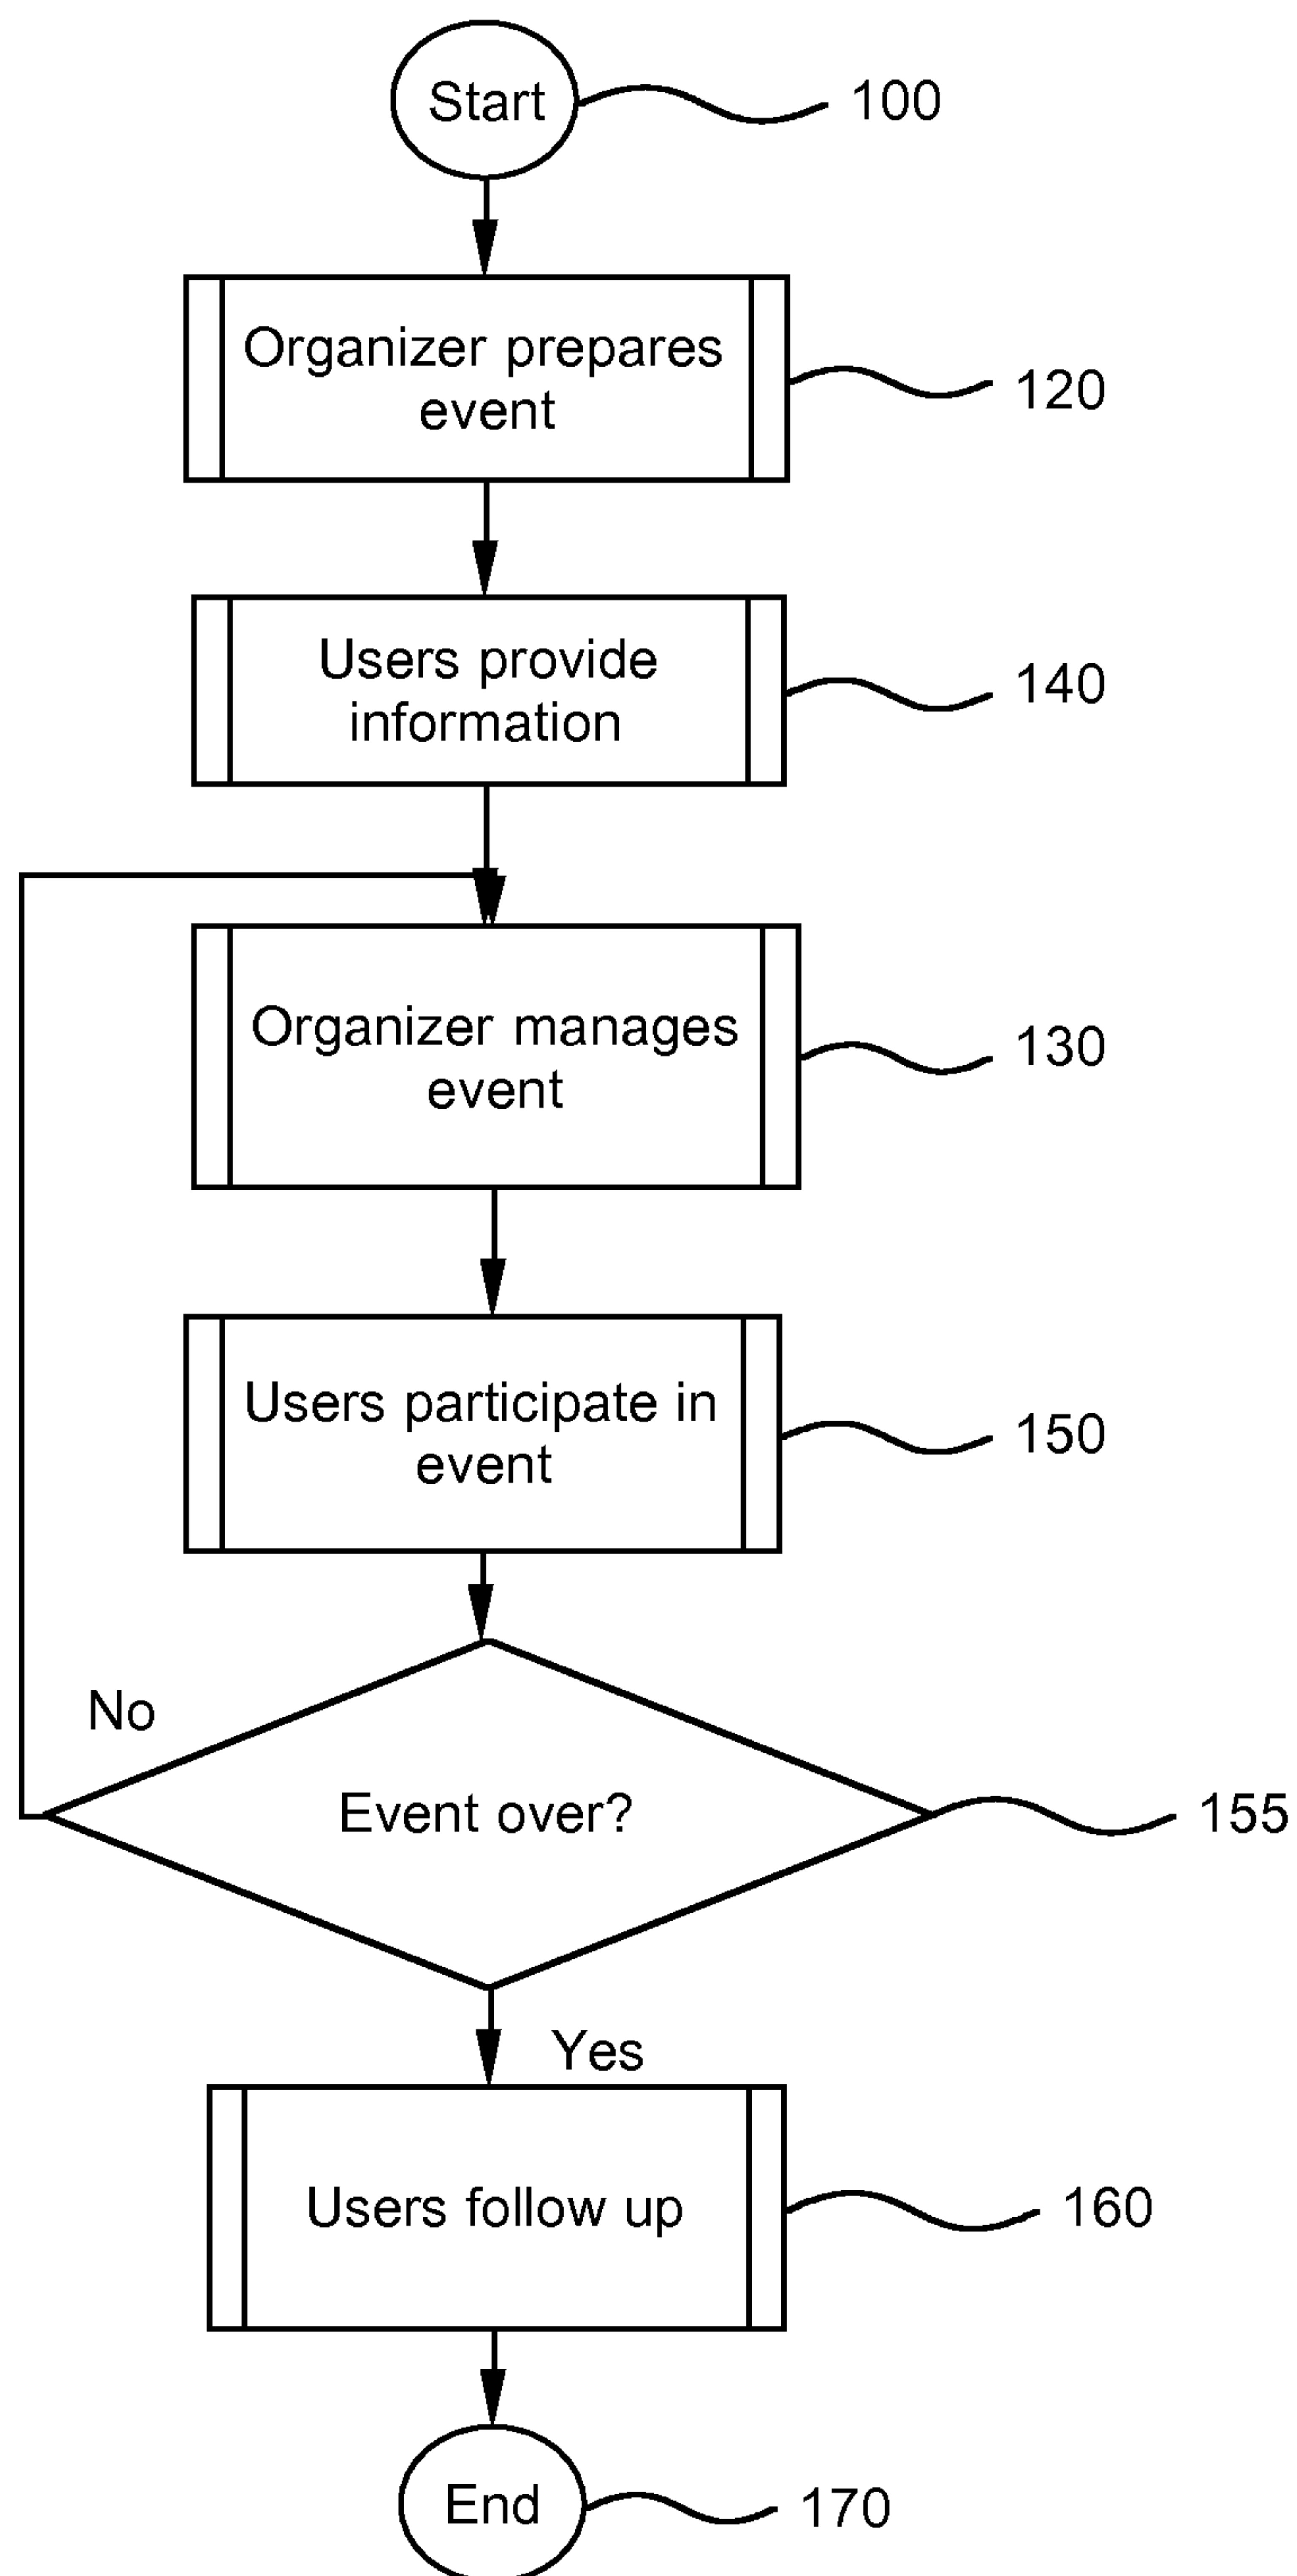 Start
100
Organizer prepares
event
120
Users provide
information
140
Organizer manages
event
130
Users participate in
event
150
No
Event over?
155
Yes
Users follow up
160
End
170